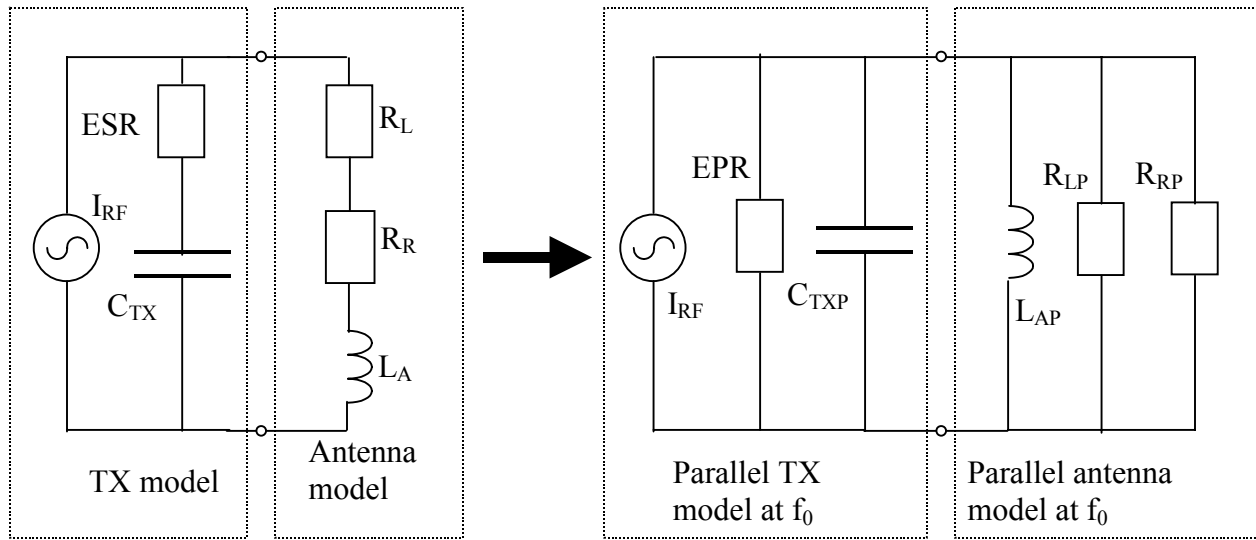 ESR
I_RF
C_TX
R_L
R_R
L_A
TX model
Antenna
model
EPR
I_RF
C_TXP
L_AP
R_LP
R_RP
Parallel TX
model at f_0
Parallel antenna
model at f_0